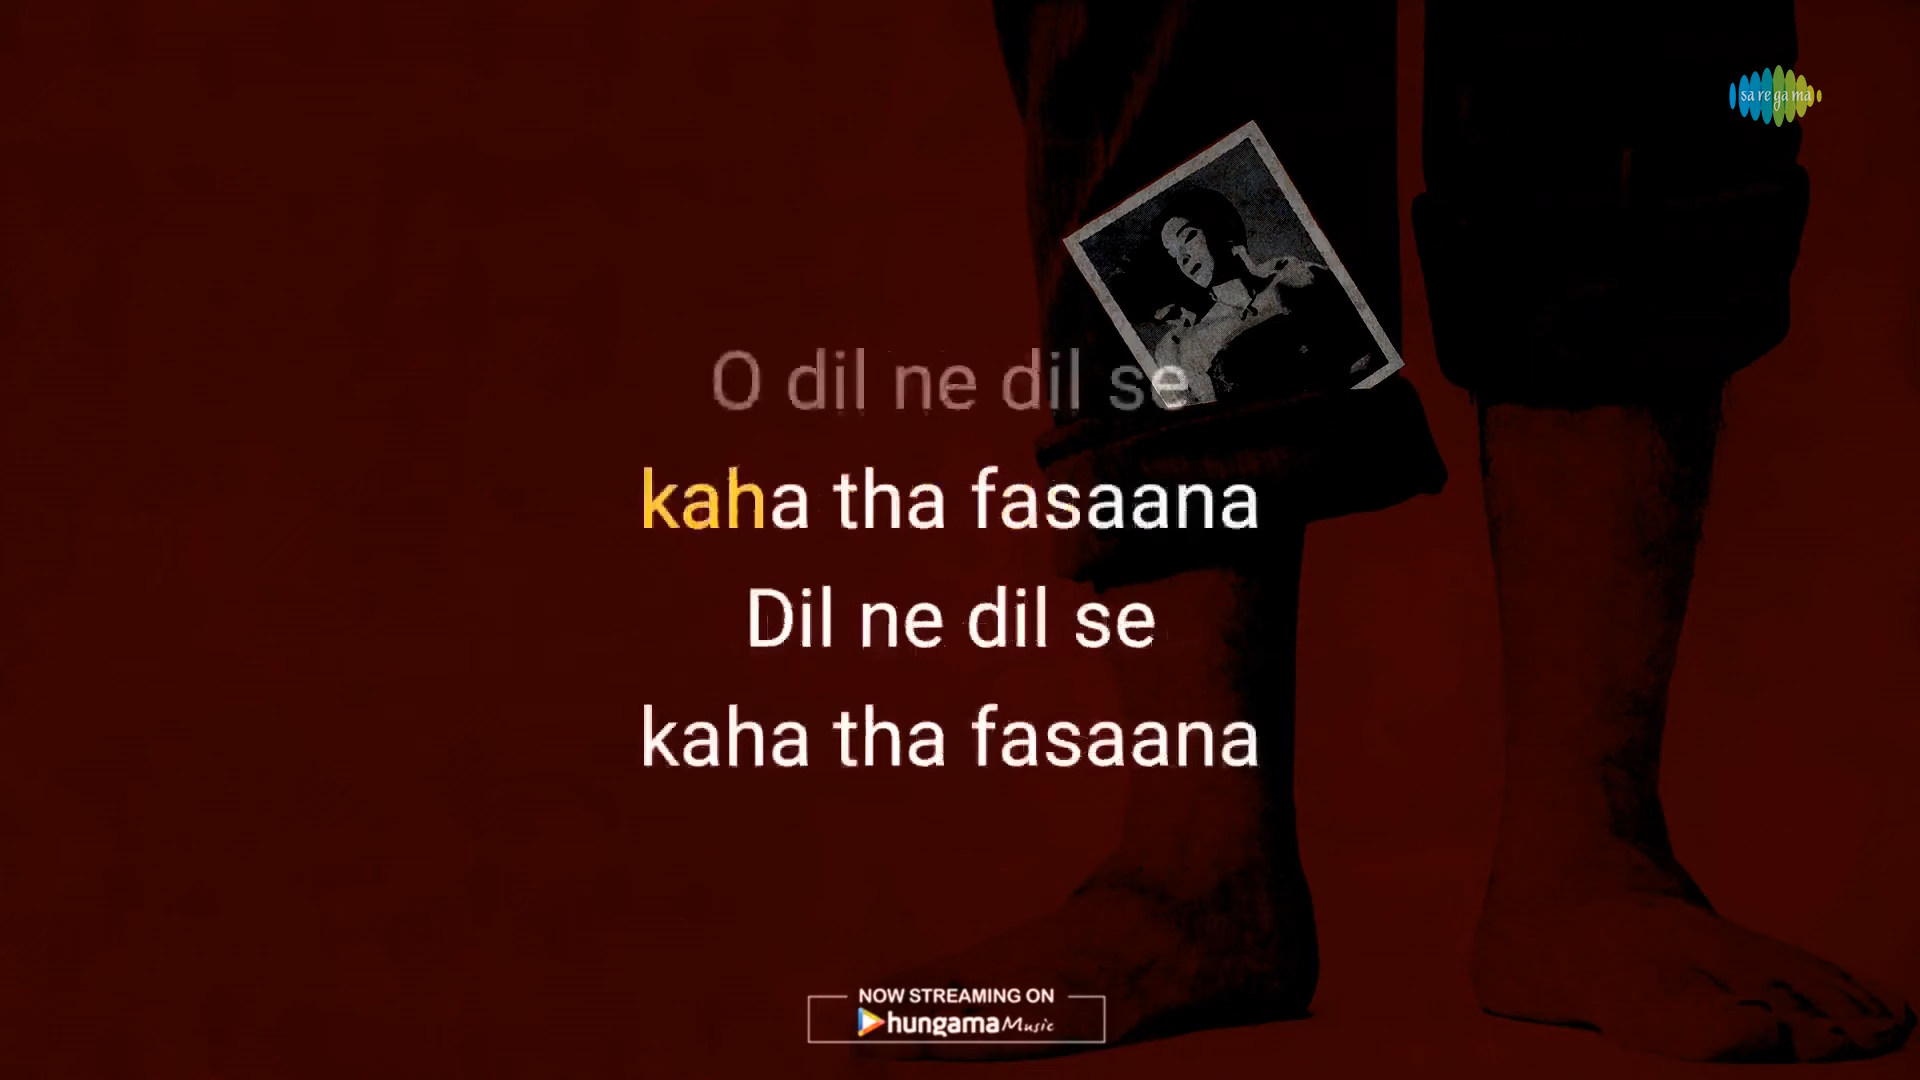 sa re ga ma
O dil ne dil se
kaha tha fasaana
Dil ne dil se
kaha tha fasaana
NOW STREAMING ON
hungama Music